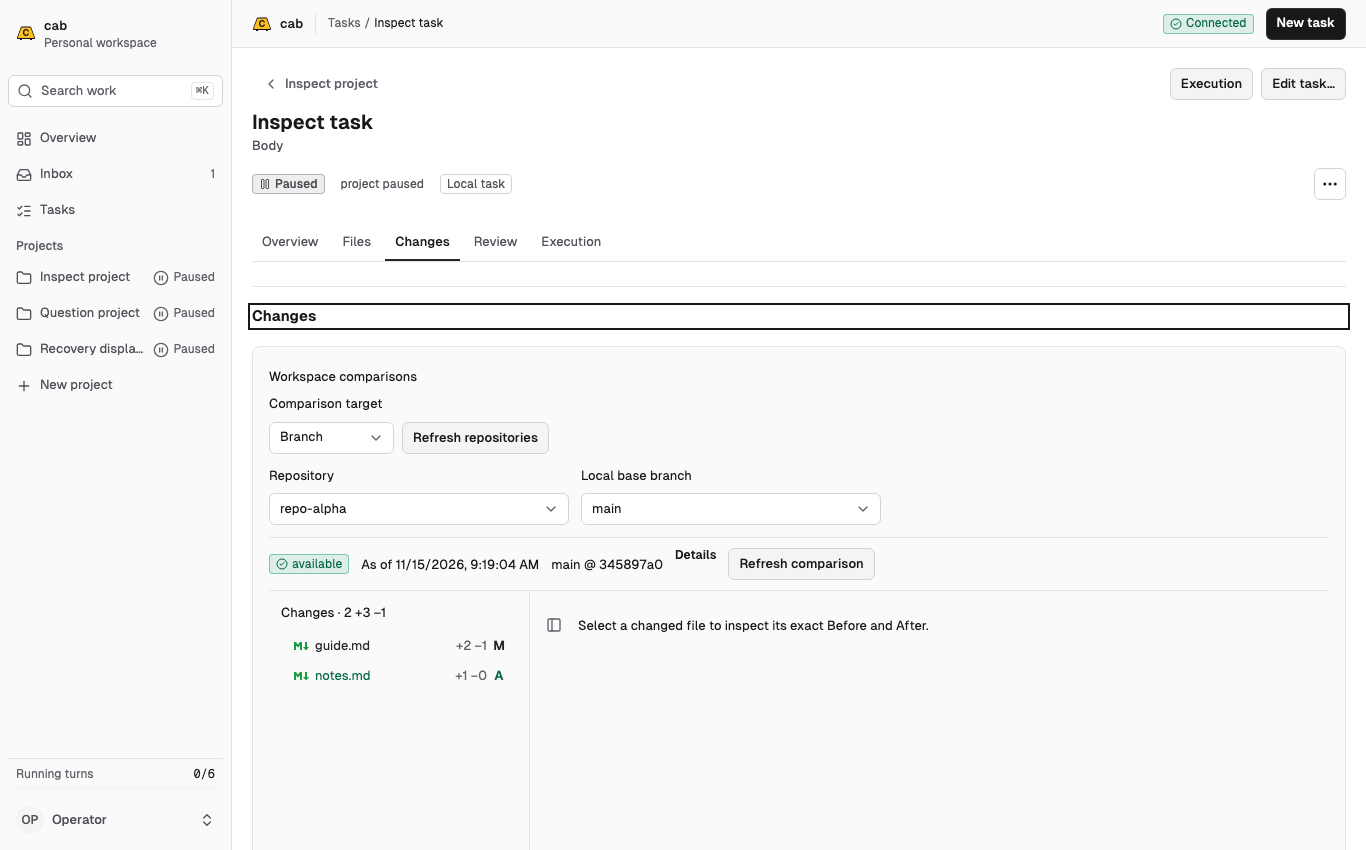 cab
Personal workspace
Search work
⌘K
Overview
Inbox 1
Tasks
Projects
Inspect project Paused
Question project Paused
Recovery displa… Paused
New project
Running turns 0/6
OP Operator
C cab Tasks / Inspect task Connected New task
Inspect project Execution Edit task…
Inspect task
Body
Paused project paused Local task
Overview Files Changes Review Execution
Changes
Workspace comparisons
Comparison target
Branch Refresh repositories
Repository Local base branch
repo-alpha main
available As of 11/15/2026, 9:19:04 AM main @ 345897a0 Details Refresh comparison
Changes · 2 +3 −1
M↓ guide.md +2 −1 M
M↓ notes.md +1 −0 A
Select a changed file to inspect its exact Before and After.